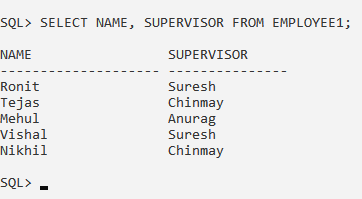 SQL> SELECT NAME, SUPERVISOR FROM EMPLOYEE1;
NAME                 SUPERVISOR
-------------------- ---------------
Ronit                Suresh
Tejas                Chinmay
Mehul                Anurag
Vishal               Suresh
Nikhil               Chinmay
SQL>